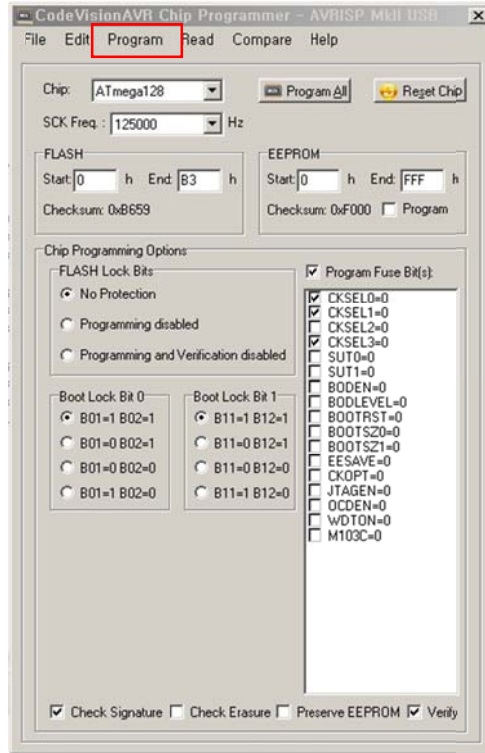 CodeVisionAVR Chip Programmer - AVRISP MkII USB
File Edit Program Read Compare Help
Chip: ATmega128 Program All Reset Chip
SCK Freq. : 125000 Hz
FLASH
Start: 0 h End: B3 h
Checksum: 0xB659
EEPROM
Start: 0 h End: FFF h
Checksum: 0xF000 Program
Chip Programming Options
FLASH Lock Bits
No Protection
Programming disabled
Programming and Verification disabled
Boot Lock Bit 0
B01=1 B02=1
B01=0 B02=1
B01=0 B02=0
B01=1 B02=0
Boot Lock Bit 1
B11=1 B12=1
B11=0 B12=1
B11=0 B12=0
B11=1 B12=0
Program Fuse Bit(s):
CKSEL0=0
CKSEL1=0
CKSEL2=0
CKSEL3=0
SUT0=0
SUT1=0
BODEN=0
BODLEVEL=0
BOOTRST=0
BOOTSZ0=0
BOOTSZ1=0
EESAVE=0
CKOPT=0
JTAGEN=0
OCDEN=0
WDTON=0
M103C=0
Check Signature Check Erasure Preserve EEPROM Verify